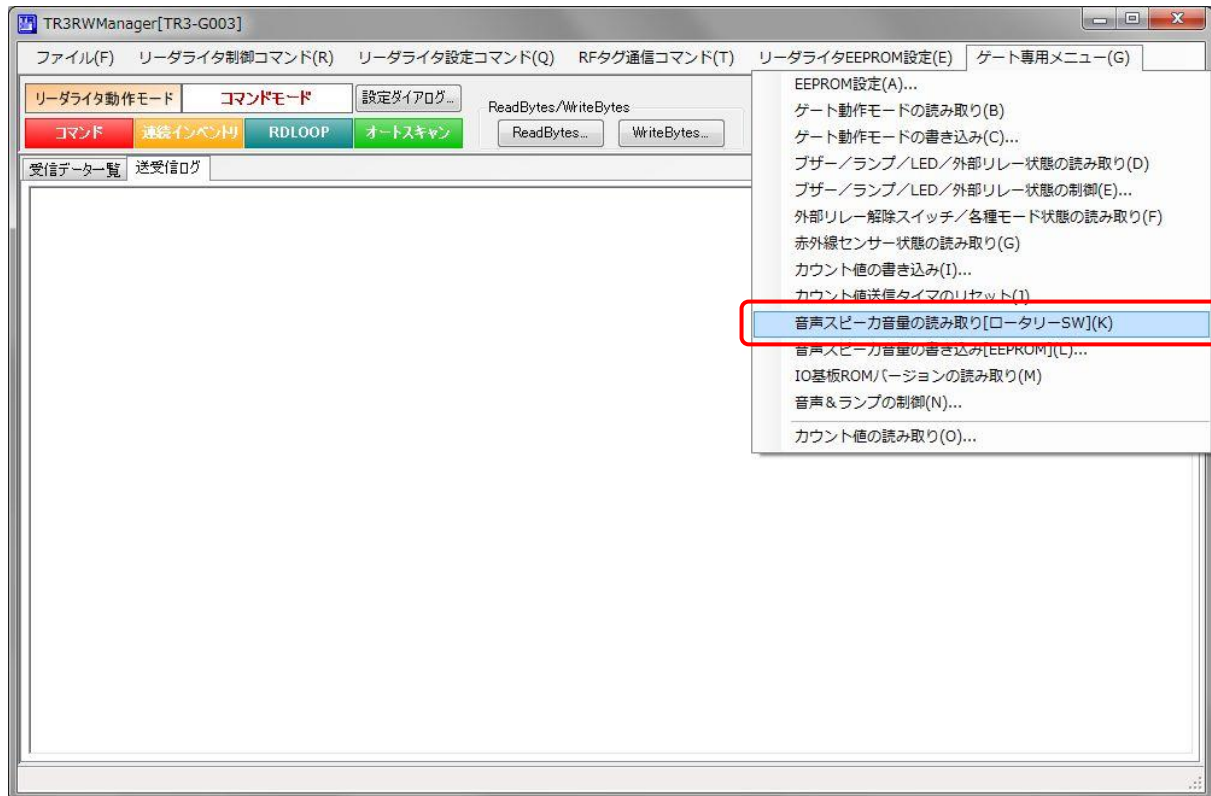 TR3RWManager[TR3-G003]
ファイル(F) リーダライタ制御コマンド(R) リーダライタ設定コマンド(Q) RFタグ通信コマンド(T) リーダライタEEPROM設定(E) ゲート専用メニュー(G)
リーダライタ動作モード コマンドモード 設定ダイアログ...
コマンド 連続インベントリ RDLOOP オートスキャン
ReadBytes/WriteBytes
ReadBytes... WriteBytes...
受信データ一覧 送受信ログ
EEPROM設定(A)...
ゲート動作モードの読み取り(B)
ゲート動作モードの書き込み(C)...
ブザー／ランプ／LED／外部リレー状態の読み取り(D)
ブザー／ランプ／LED／外部リレー状態の制御(E)...
外部リレー解除スイッチ／各種モード状態の読み取り(F)
赤外線センサー状態の読み取り(G)
カウント値の書き込み(I)...
カウント値送信タイマのリセット(J)
音声スピーカ音量の読み取り[ロータリーSW](K)
音声スピーカ音量の書き込み[EEPROM](L)...
IO基板ROMバージョンの読み取り(M)
音声＆ランプの制御(N)...
カウント値の読み取り(O)...